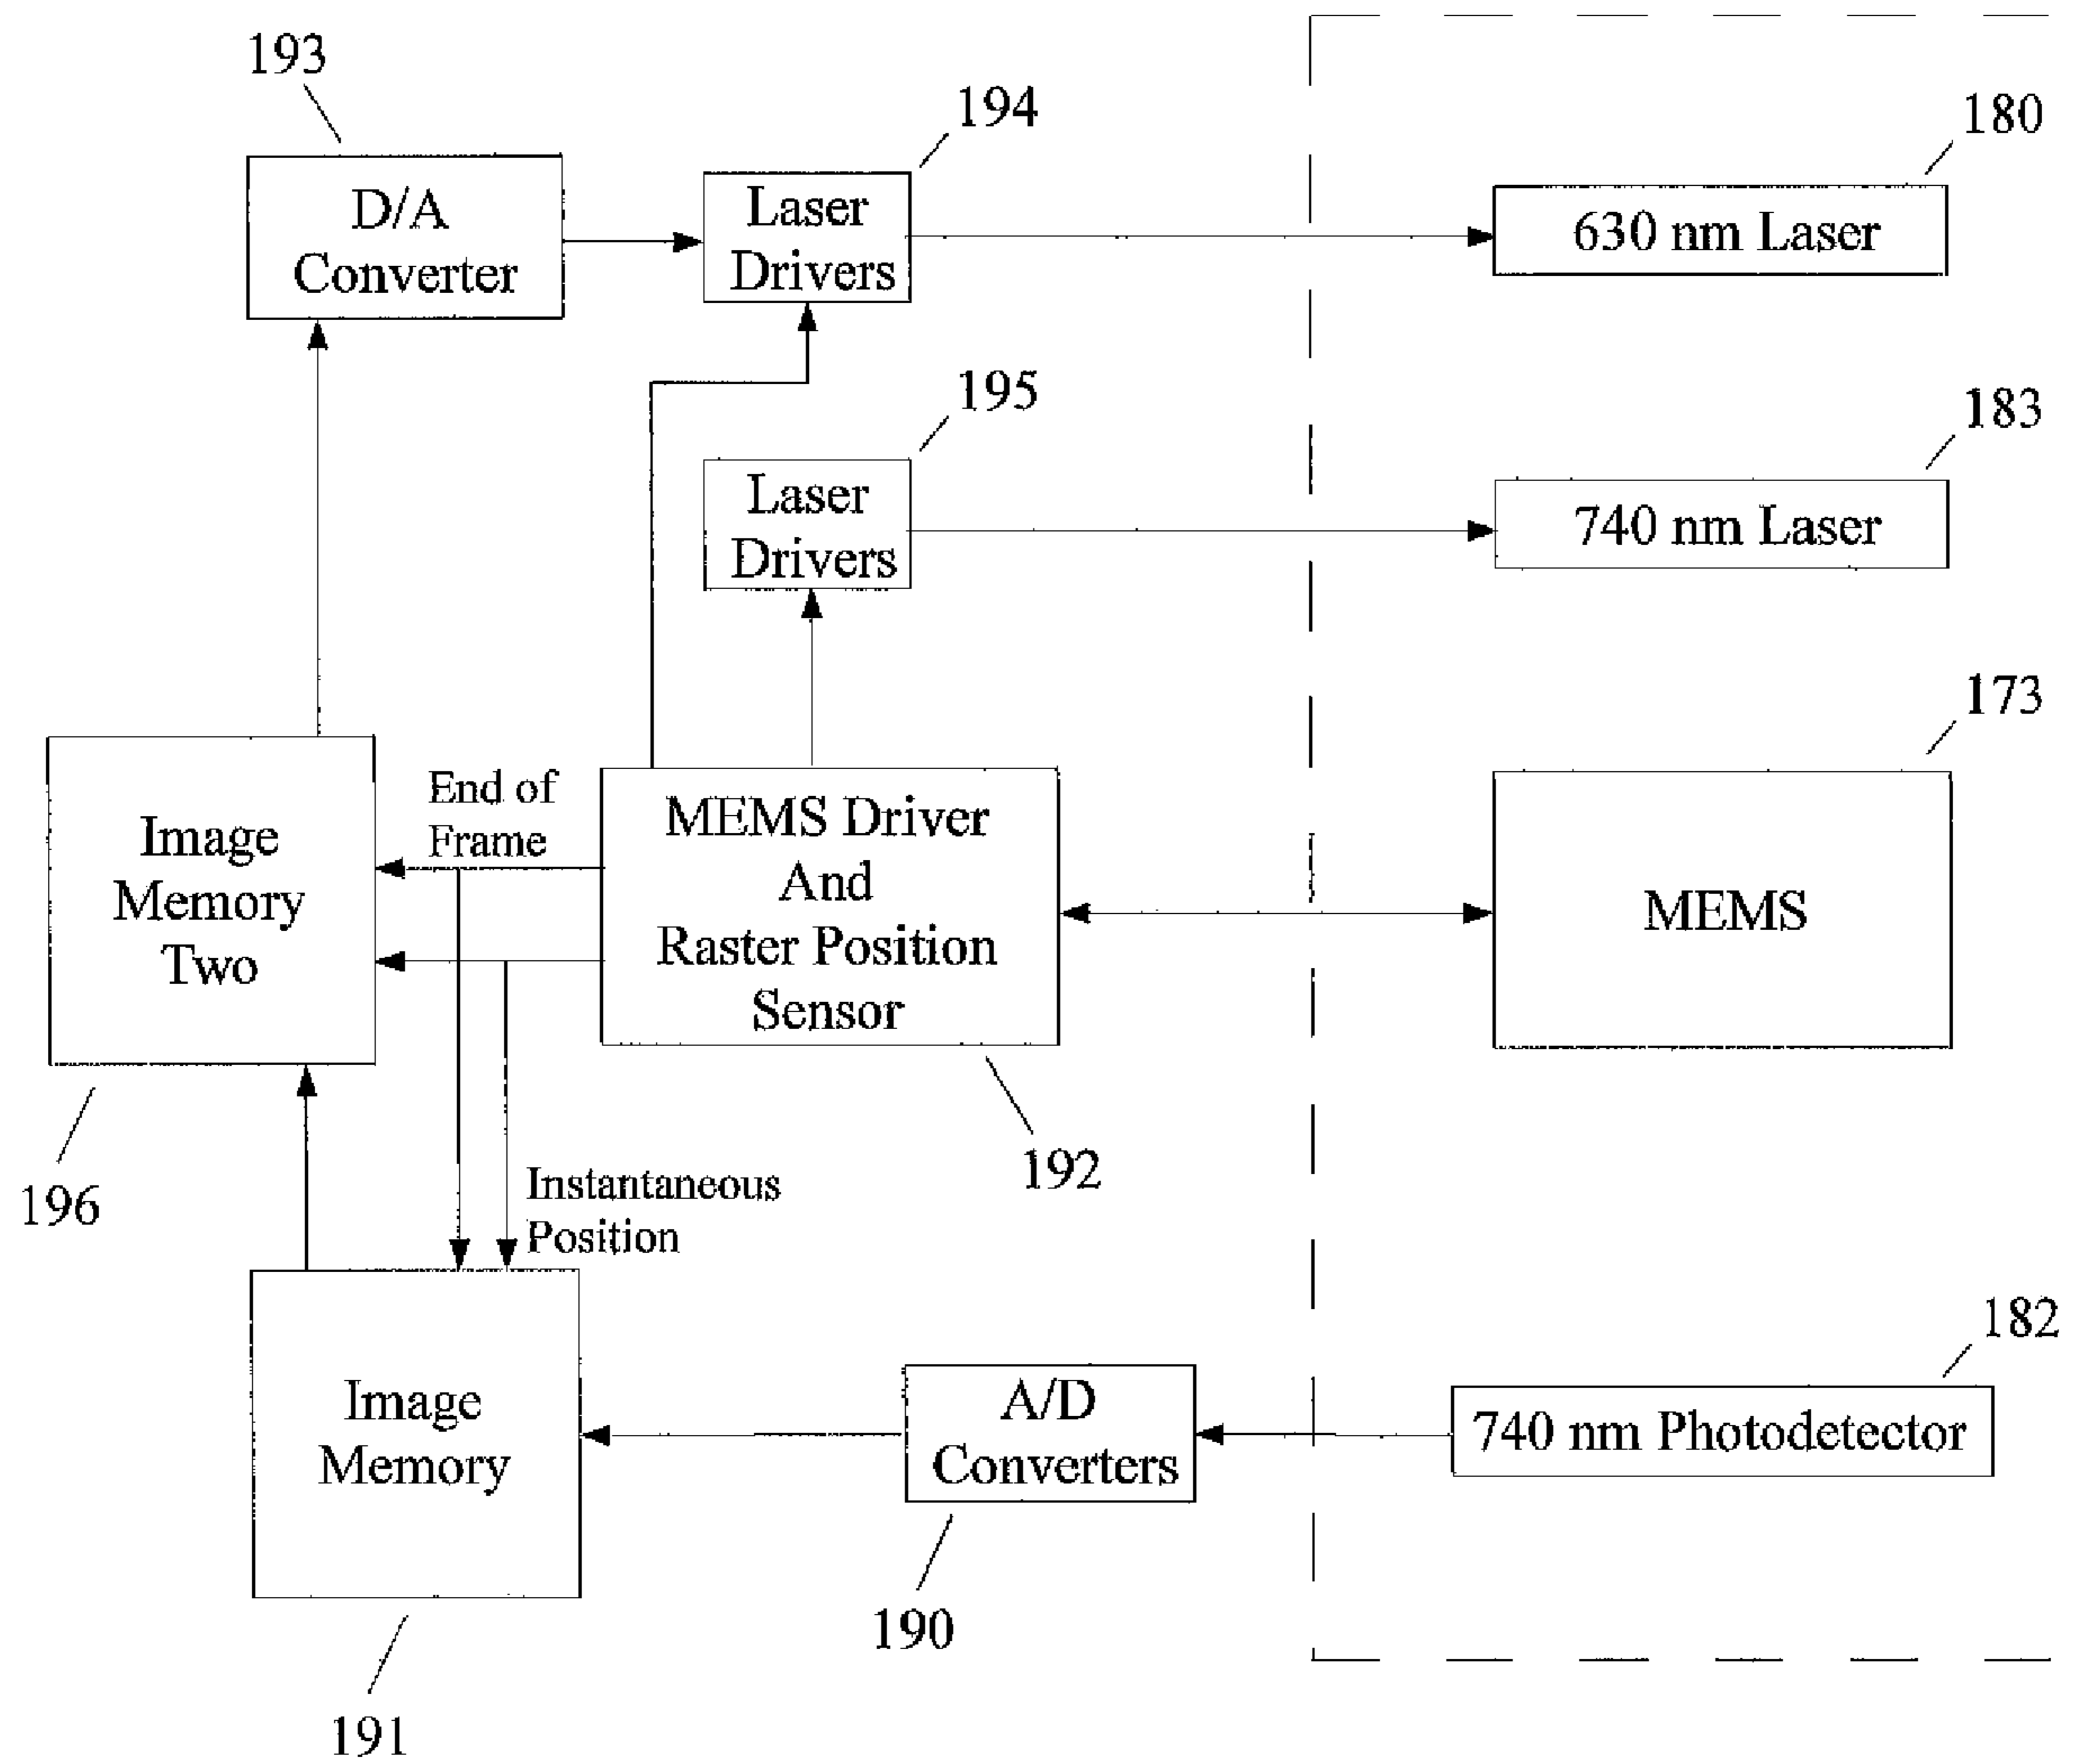 193
194
180
D/A
Converter
Laser
Drivers
630 nm Laser
195
183
Laser
Drivers
740 nm Laser
173
End of
Frame
Image
Memory
Two
MEMS Driver
And
Raster Position
Sensor
MEMS
192
196
Instantaneous
Position
182
Image
Memory
A/D
Converters
740 nm Photodetector
190
191